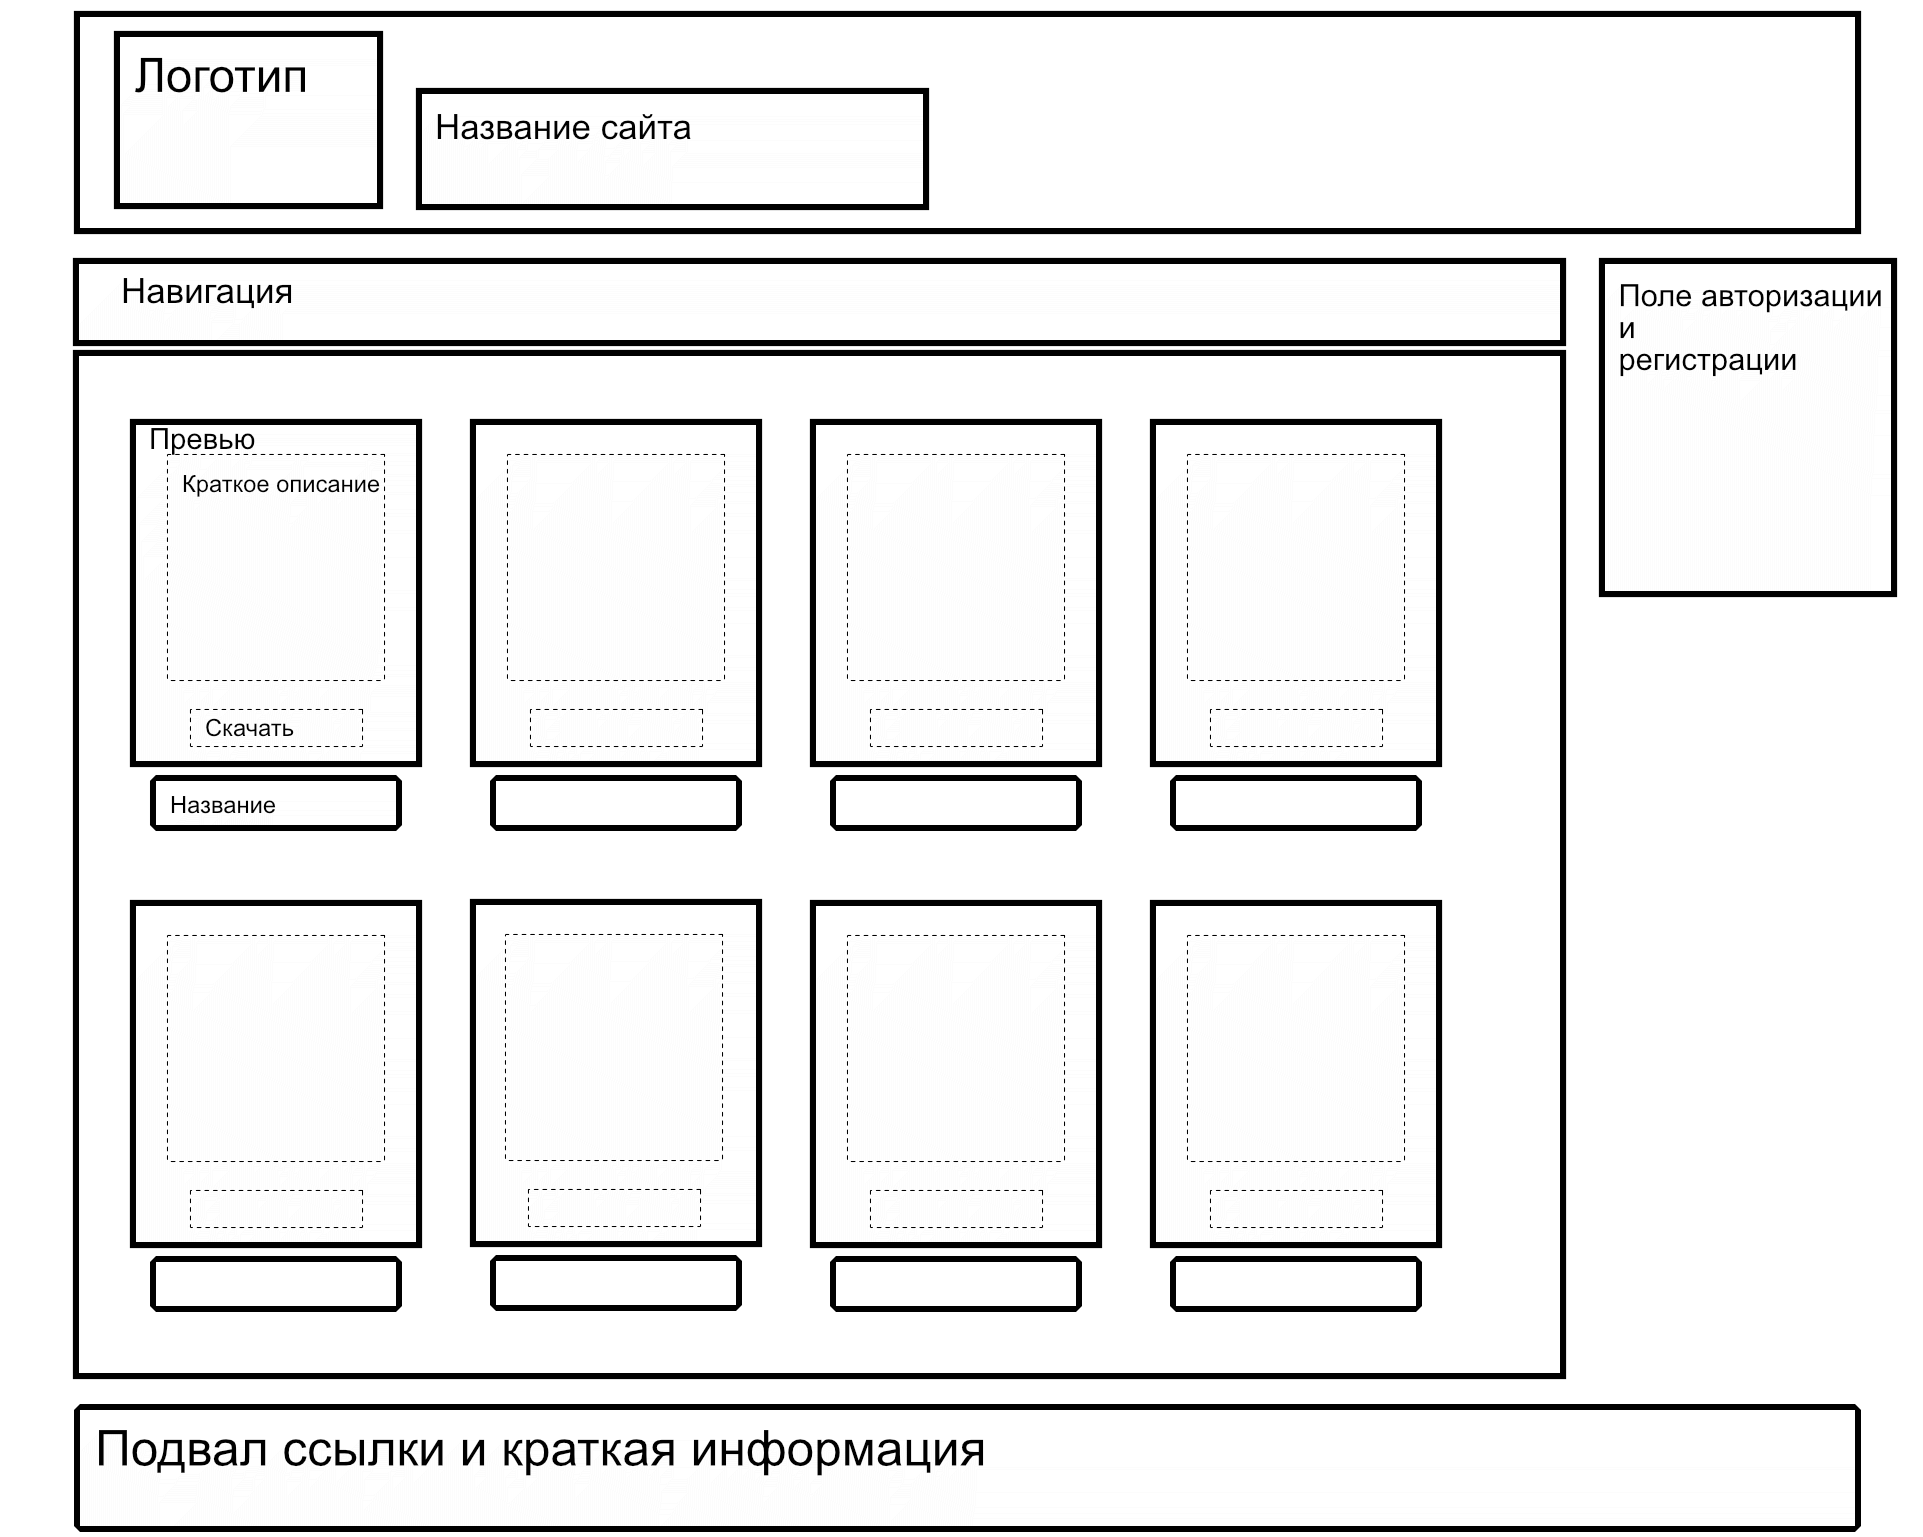 Логотип
Название сайта
Навигация
Поле авторизации
и
регистрации
Превью
Краткое описание
Скачать
Название
Подвал ссылки и краткая информация